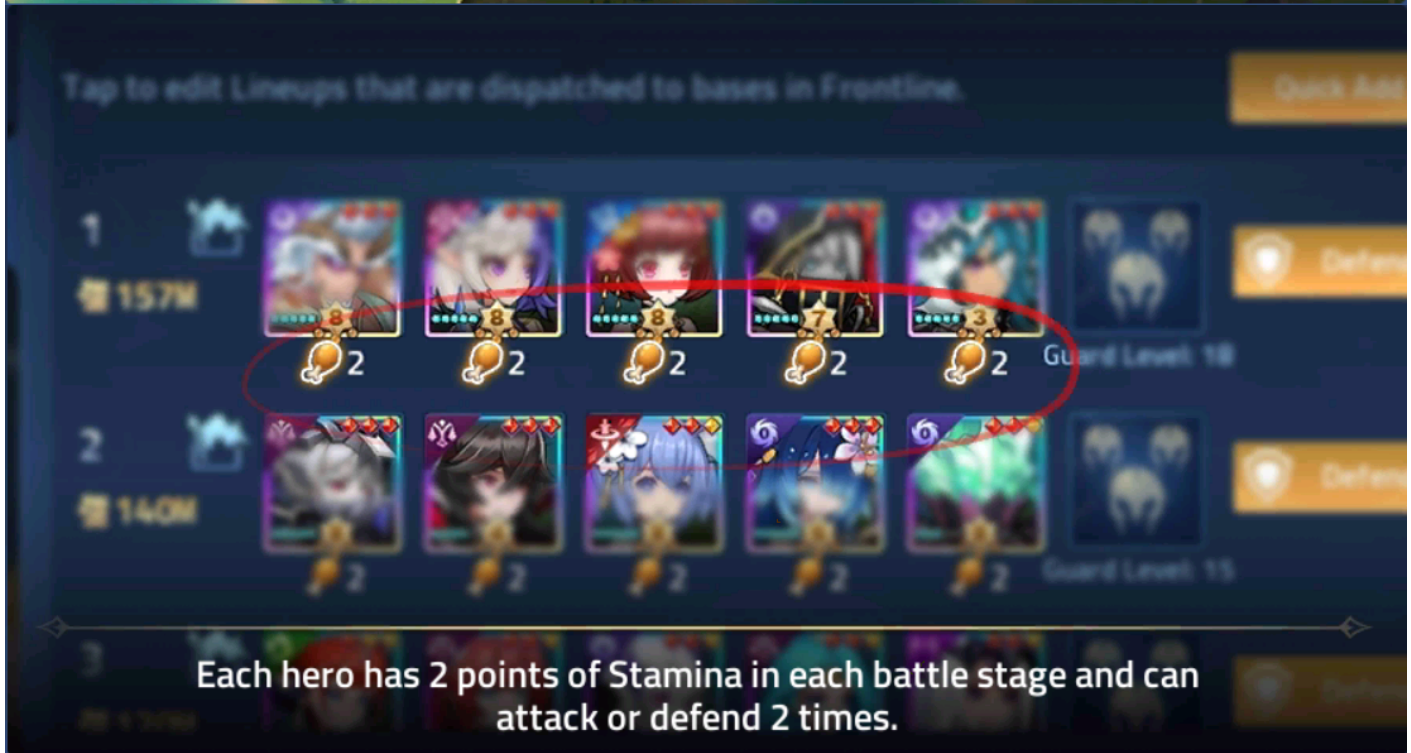 Tap to edit Lineups that are dispatched to bases in Frontline.
Quick Add
1
157M
8
8
8
7
3
2
2
2
2
2
Guard Level: 18
Defend
2
140M
2
2
2
2
2
Guard Level: 15
Defend
3
Each hero has 2 points of Stamina in each battle stage and can
attack or defend 2 times.